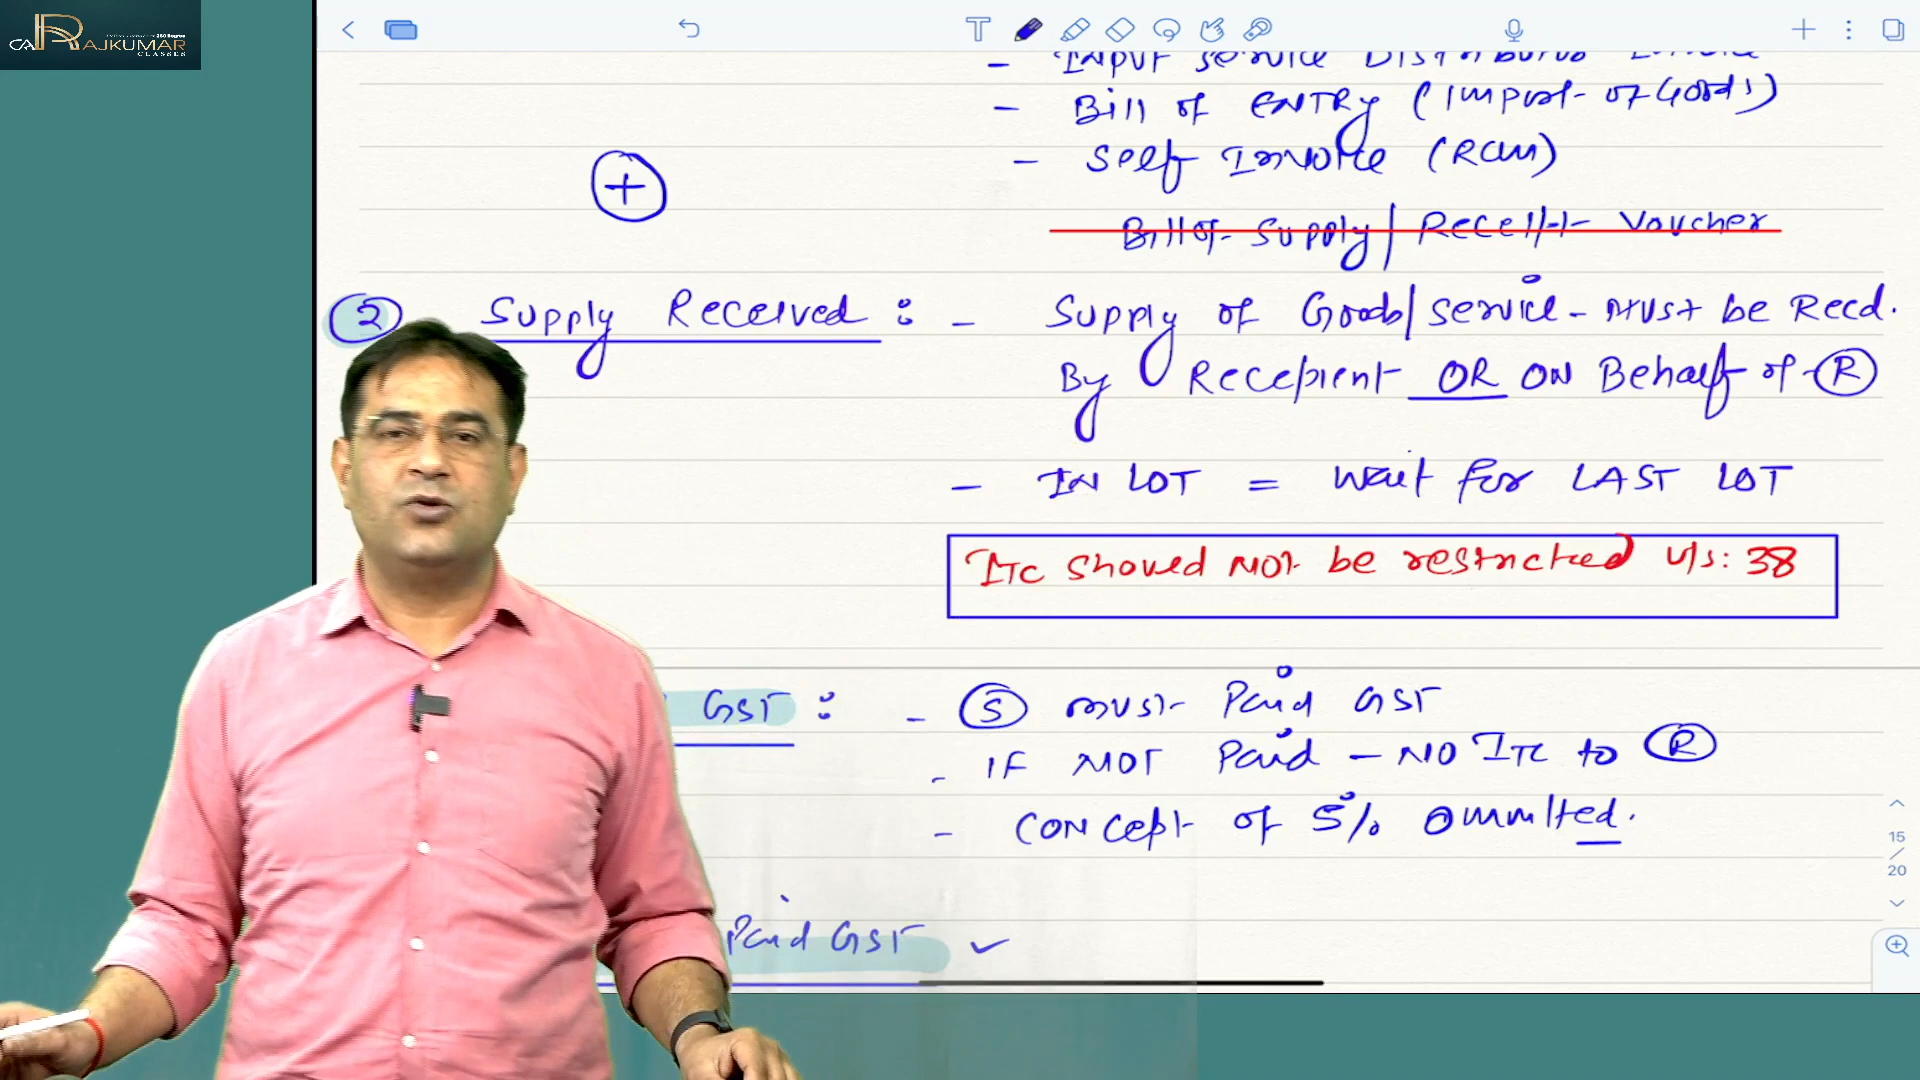 CA RAJKUMAR
CLASSES
- INPUT Service Distributor
- Bill of ENTRY (Import of Goods)
- Self Invoice (RCM)
Bill of Supply / Receipt Voucher
② Supply Received : - Supply of Goods/Service - Must be Recd.
By Recepient OR ON Behalf of Ⓡ
- IN LOT = Wait for LAST LOT
ITC should NOT be restricted u/s: 38
GST : - Ⓢ must Paid GST
- IF NOT Paid - NO ITC to Ⓡ
- Concept of 5% Ommitted.
Paid GST ✓
15
20